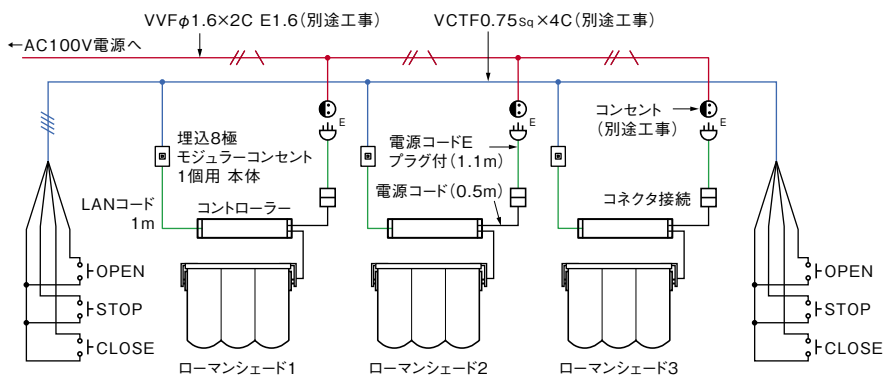 VVFφ1.6×2C E1.6(別途工事)
VCTF0.75sq×4C(別途工事)
←AC100V電源へ
コンセント
(別途工事)
E
E
E
埋込8極
モジュラーコンセント
1個用 本体
電源コードE
プラグ付(1.1m)
電源コード(0.5m)
LANコード
1m
コントローラー
コネクタ接続
OPEN
STOP
CLOSE
OPEN
STOP
CLOSE
ローマンシェード1
ローマンシェード2
ローマンシェード3